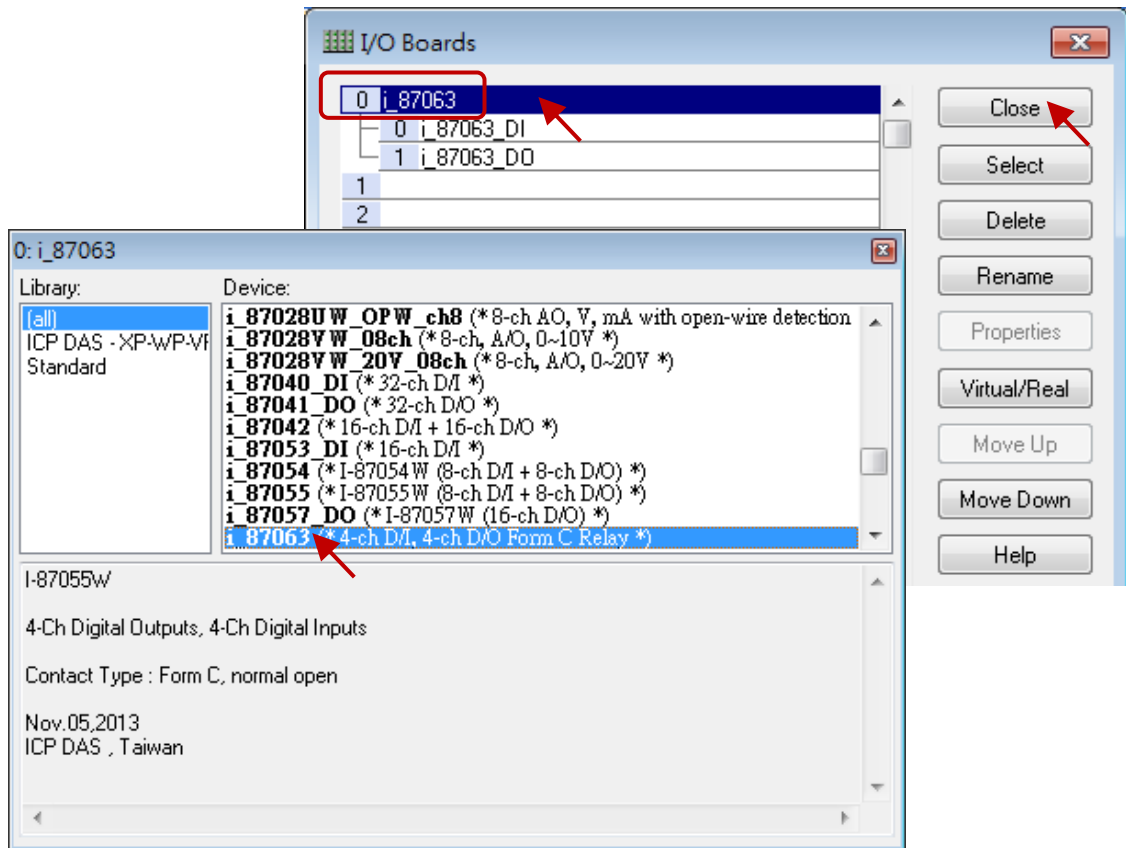 I/O Boards
0 i_87063
0 i_87063_DI
1 i_87063_DO
1
2
Close
Select
Delete
Rename
Properties
Virtual/Real
Move Up
Move Down
Help
0: i_87063
Library:
(all)
ICP DAS - XP-WP-VP
Standard
Device:
i_87028UW_OPW_ch8 (* 8-ch AO, V, mA with open-wire detection
i_87028VW_08ch (* 8-ch, A/O, 0~10V *)
i_87028VW_20V_08ch (* 8-ch, A/O, 0~20V *)
i_87040_DI (* 32-ch D/I *)
i_87041_DO (* 32-ch D/O *)
i_87042 (* 16-ch D/I + 16-ch D/O *)
i_87053_DI (* 16-ch D/I *)
i_87054 (* I-87054W (8-ch D/I + 8-ch D/O) *)
i_87055 (* I-87055W (8-ch D/I + 8-ch D/O) *)
i_87057_DO (* I-87057W (16-ch D/O) *)
i_87063 (* 4-ch D/I, 4-ch D/O Form C Relay *)
I-87055W
4-Ch Digital Outputs, 4-Ch Digital Inputs
Contact Type : Form C, normal open
Nov.05,2013
ICP DAS , Taiwan